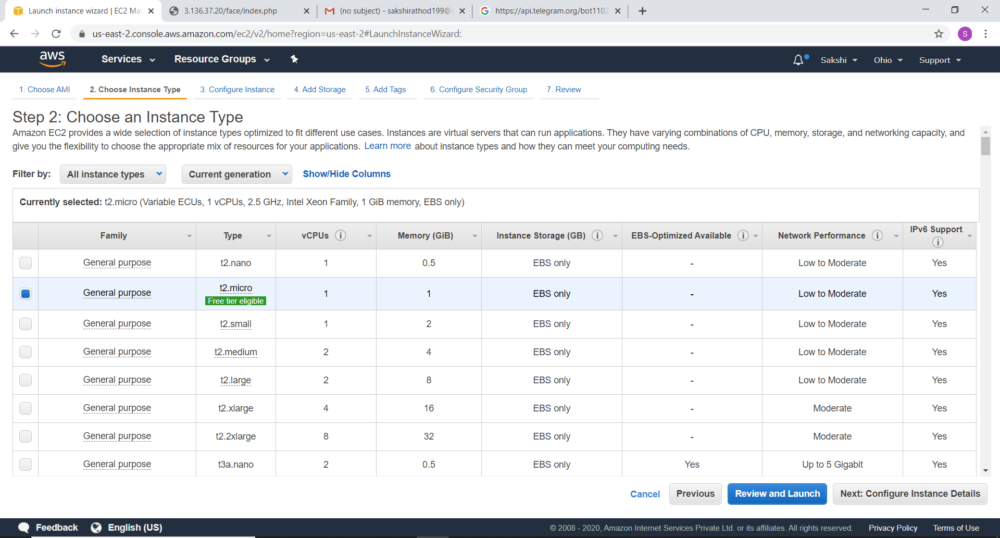 Launch instance wizard | EC2 Mar
3.136.37.20/face/index.php
(no subject) - sakshirathod199@g
https://api.telegram.org/bot1102
us-east-2.console.aws.amazon.com/ec2/v2/home?region=us-east-2#LaunchInstanceWizard:
S
aws
Services
Resource Groups
Sakshi
Ohio
Support
1. Choose AMI
2. Choose Instance Type
3. Configure Instance
4. Add Storage
5. Add Tags
6. Configure Security Group
7. Review
Step 2: Choose an Instance Type
Amazon EC2 provides a wide selection of instance types optimized to fit different use cases. Instances are virtual servers that can run applications. They have varying combinations of CPU, memory, storage, and networking capacity, and
give you the flexibility to choose the appropriate mix of resources for your applications. Learn more about instance types and how they can meet your computing needs.
Filter by: All instance types Current generation Show/Hide Columns
Currently selected: t2.micro (Variable ECUs, 1 vCPUs, 2.5 GHz, Intel Xeon Family, 1 GiB memory, EBS only)
Family Type vCPUs i Memory (GiB) Instance Storage (GB) i EBS-Optimized Available i Network Performance i IPv6 Support i
General purpose t2.nano 1 0.5 EBS only - Low to Moderate Yes
General purpose t2.micro 1 1 EBS only - Low to Moderate Yes
Free tier eligible
General purpose t2.small 1 2 EBS only - Low to Moderate Yes
General purpose t2.medium 2 4 EBS only - Low to Moderate Yes
General purpose t2.large 2 8 EBS only - Low to Moderate Yes
General purpose t2.xlarge 4 16 EBS only - Moderate Yes
General purpose t2.2xlarge 8 32 EBS only - Moderate Yes
General purpose t3a.nano 2 0.5 EBS only Yes Up to 5 Gigabit Yes
Cancel Previous Review and Launch Next: Configure Instance Details
Feedback English (US) © 2008 - 2020, Amazon Internet Services Private Ltd. or its affiliates. All rights reserved. Privacy Policy Terms of Use